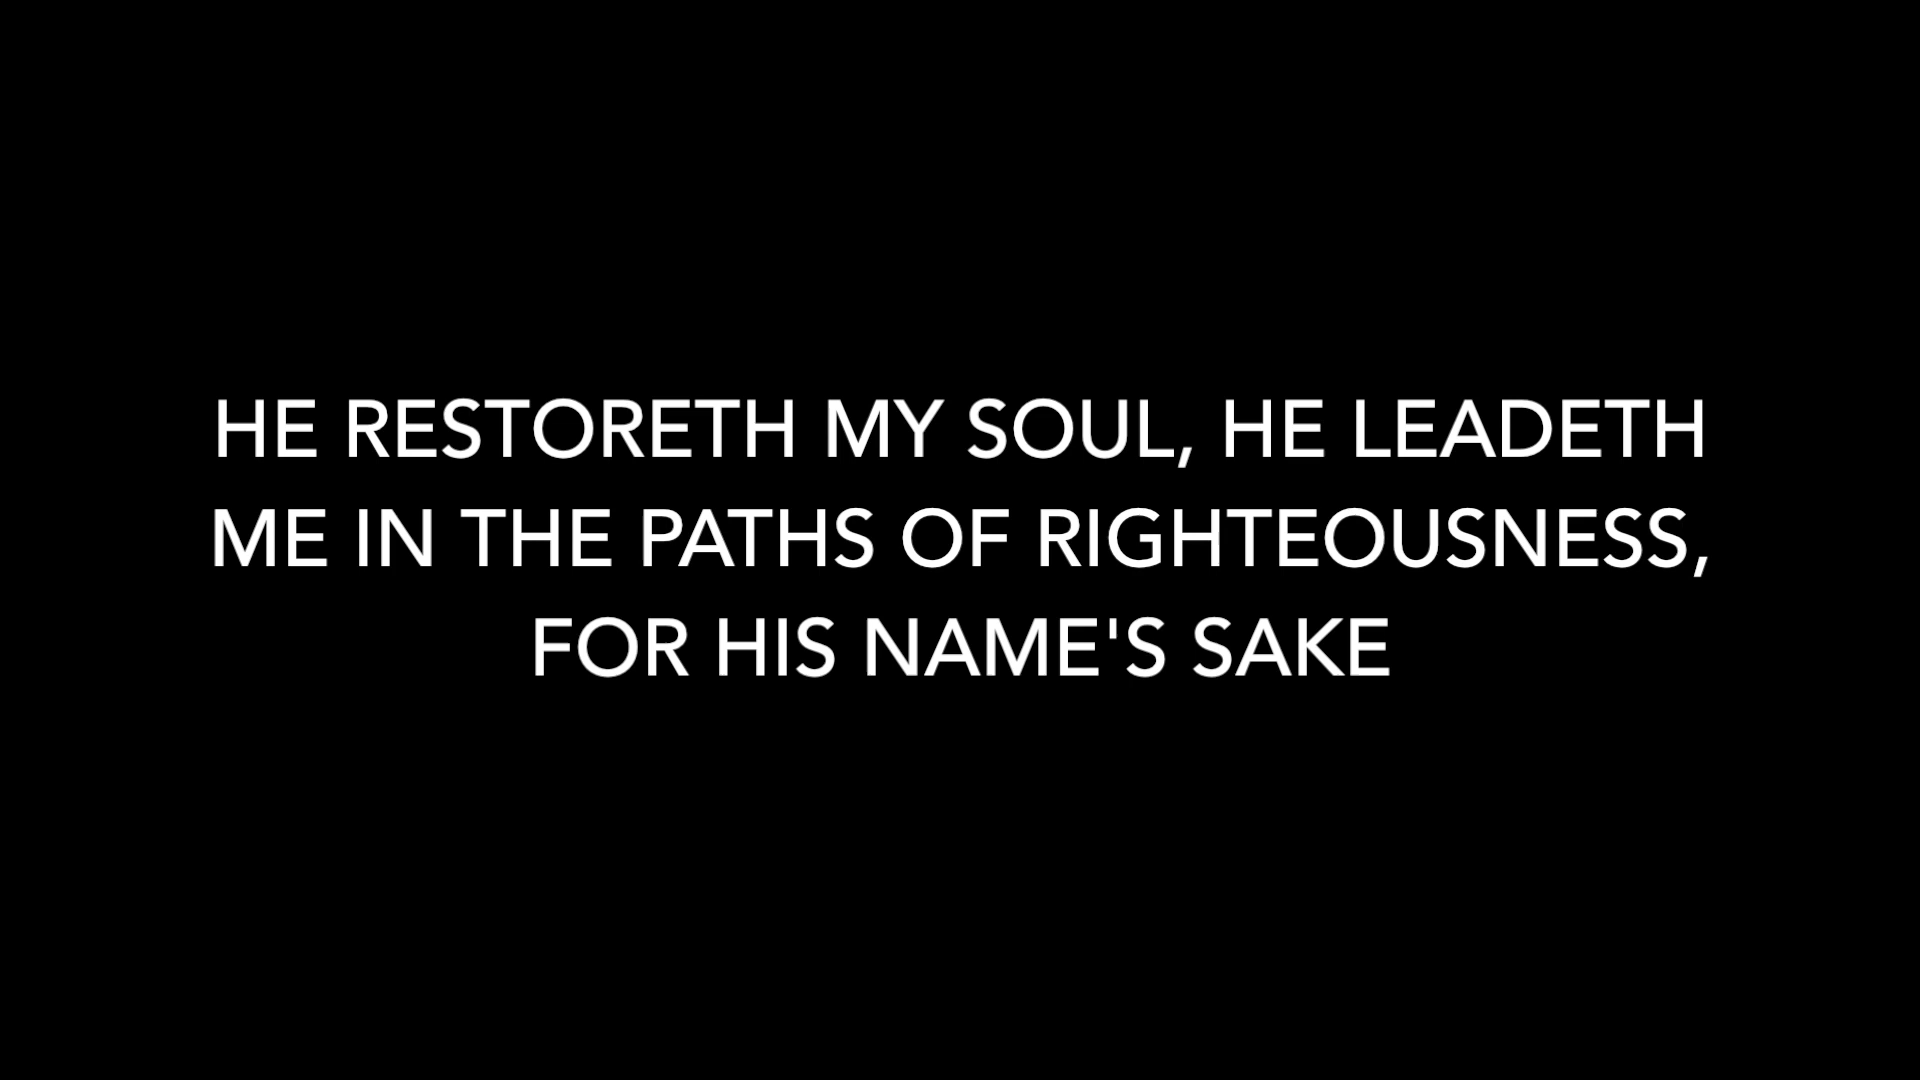 HE RESTORETH MY SOUL, HE LEADETH
ME IN THE PATHS OF RIGHTEOUSNESS,
FOR HIS NAME'S SAKE